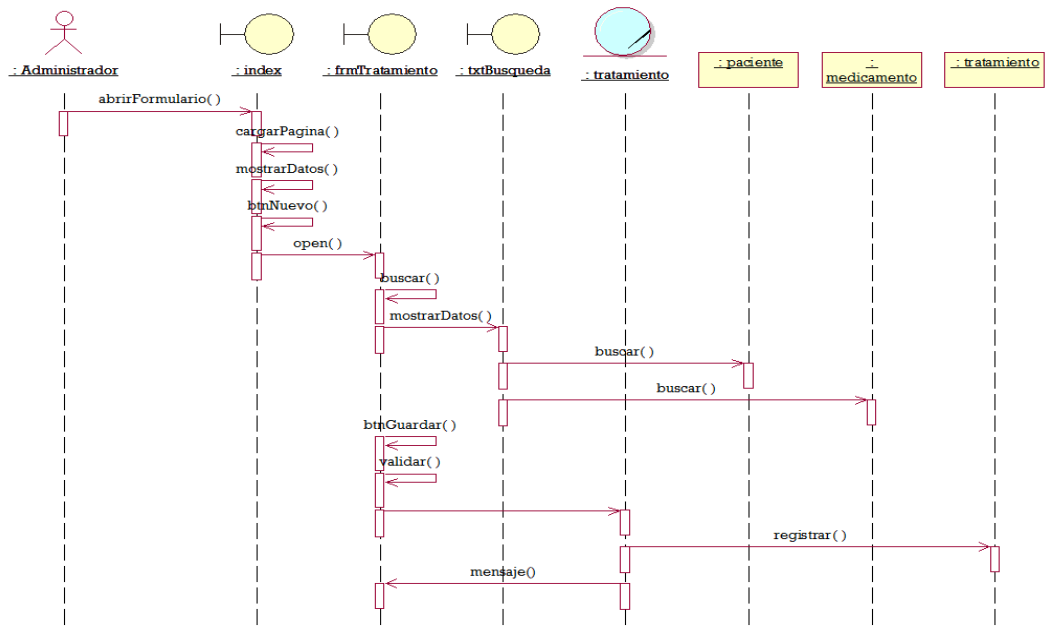 : Administrador
: index
: frmTratamiento
: txtBusqueda
: tratamiento
: paciente
:
medicamento
: tratamiento
abrirFormulario( )
cargarPagina( )
mostrarDatos( )
btnNuevo( )
open( )
buscar( )
mostrarDatos( )
buscar( )
buscar( )
btnGuardar( )
validar( )
registrar( )
mensaje()